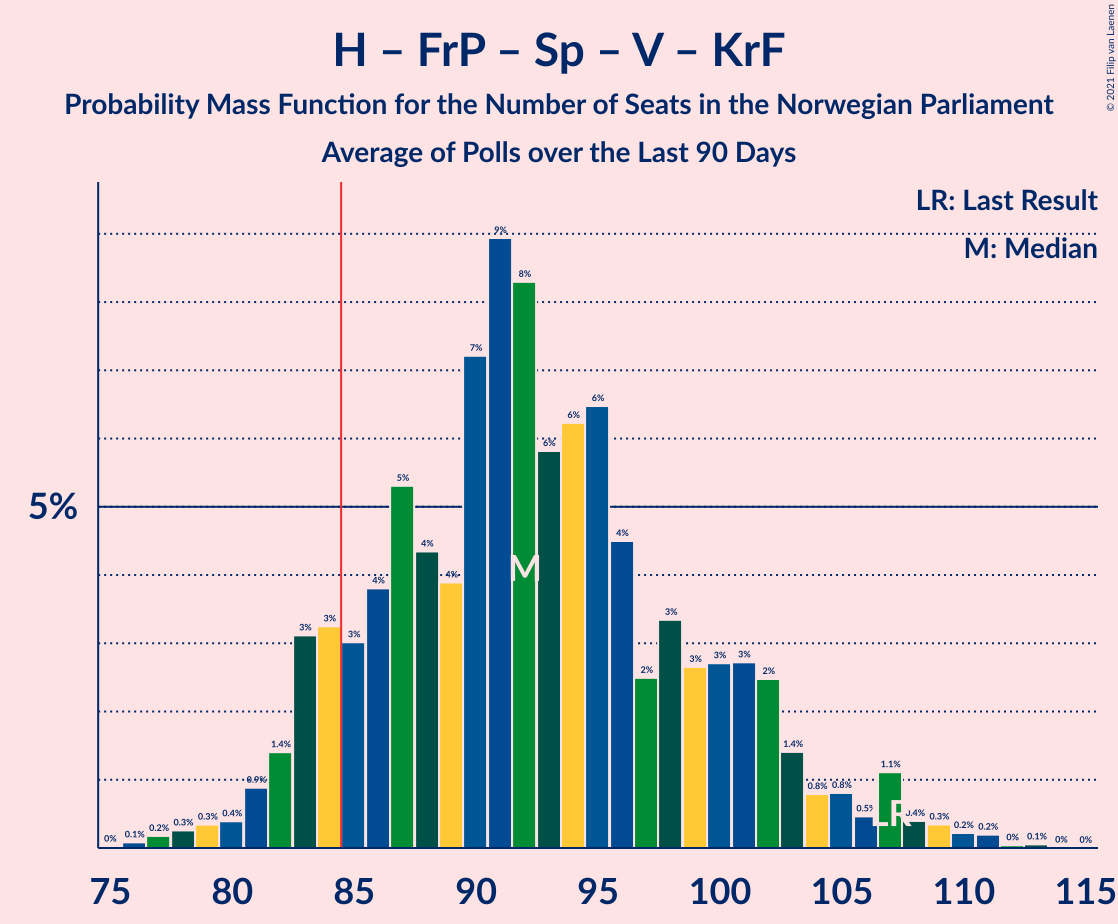 H – FrP – Sp – V – KrF
Probability Mass Function for the Number of Seats in the Norwegian Parliament
Average of Polls over the Last 90 Days
© 2021 Filip van Laenen
LR: Last Result
M: Median
5%
0% 0.1% 0.2% 0.3% 0.3% 0.4% 0.9% 1.4% 3% 3% 3% 4% 5% 4% 4% 7% 9% 8% 6% 6% 6% 4% 2% 3% 3% 3% 3% 2% 1.4% 0.8% 0.8% 0.5% 1.1% 0.4% 0.3% 0.2% 0.2% 0% 0.1% 0% 0%
M
LR
75 80 85 90 95 100 105 110 115